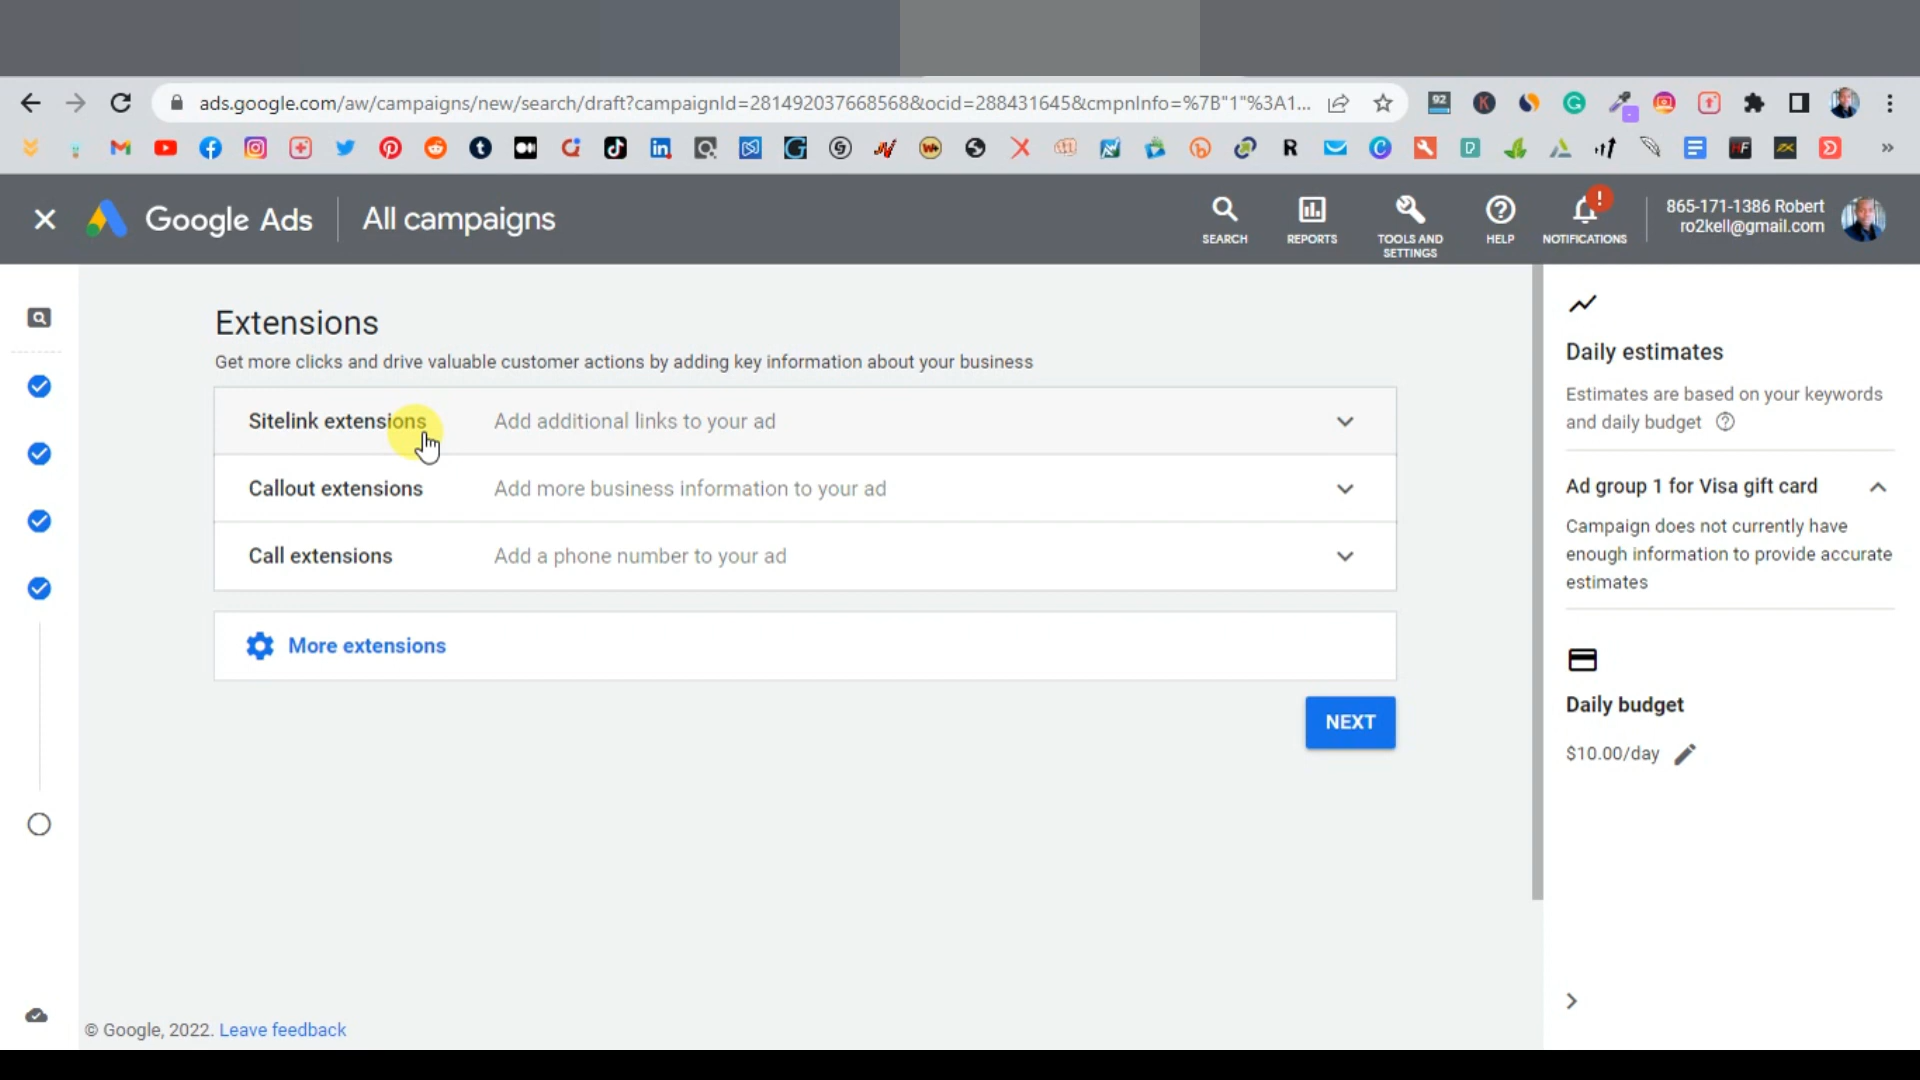 ads.google.com/aw/campaigns/new/search/draft?campaignId=281492037668568&ocid=288431645&cmpnInfo=%7B"1"%3A1...
92
Google Ads
All campaigns
SEARCH
REPORTS
TOOLS AND
SETTINGS
HELP
NOTIFICATIONS
865-171-1386 Robert
ro2kell@gmail.com
Extensions
Get more clicks and drive valuable customer actions by adding key information about your business
Sitelink extensions Add additional links to your ad
Callout extensions Add more business information to your ad
Call extensions Add a phone number to your ad
More extensions
NEXT
Daily estimates
Estimates are based on your keywords
and daily budget
Ad group 1 for Visa gift card
Campaign does not currently have
enough information to provide accurate
estimates
Daily budget
$10.00/day
© Google, 2022. Leave feedback